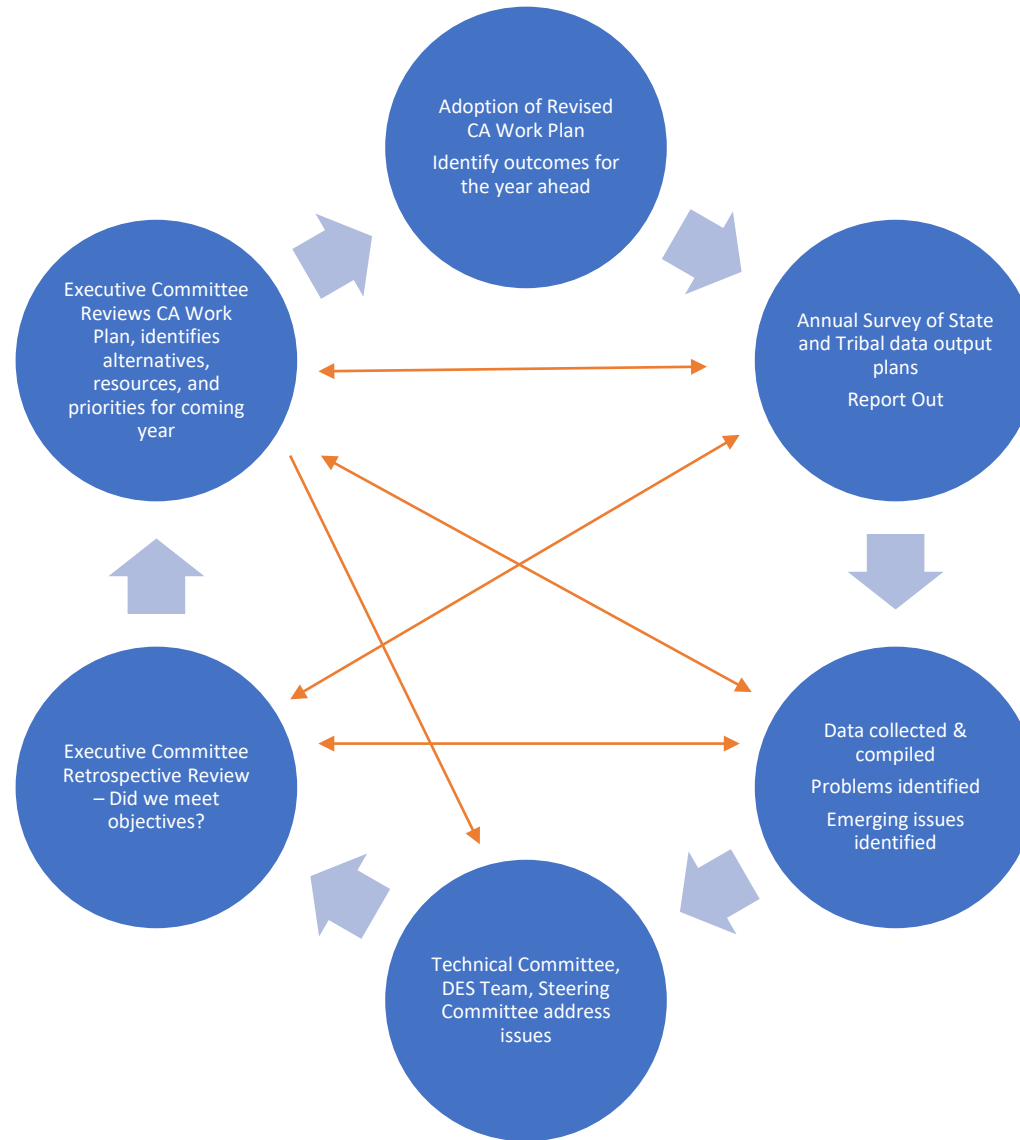 Adoption of Revised
CA Work Plan
Identify outcomes for
the year ahead
Annual Survey of State
and Tribal data output
plans
Report Out
Data collected &
compiled
Problems identified
Emerging issues
identified
Technical Committee,
DES Team, Steering
Committee address
issues
Executive Committee
Retrospective Review
– Did we meet
objectives?
Executive Committee
Reviews CA Work
Plan, identifies
alternatives,
resources, and
priorities for coming
year